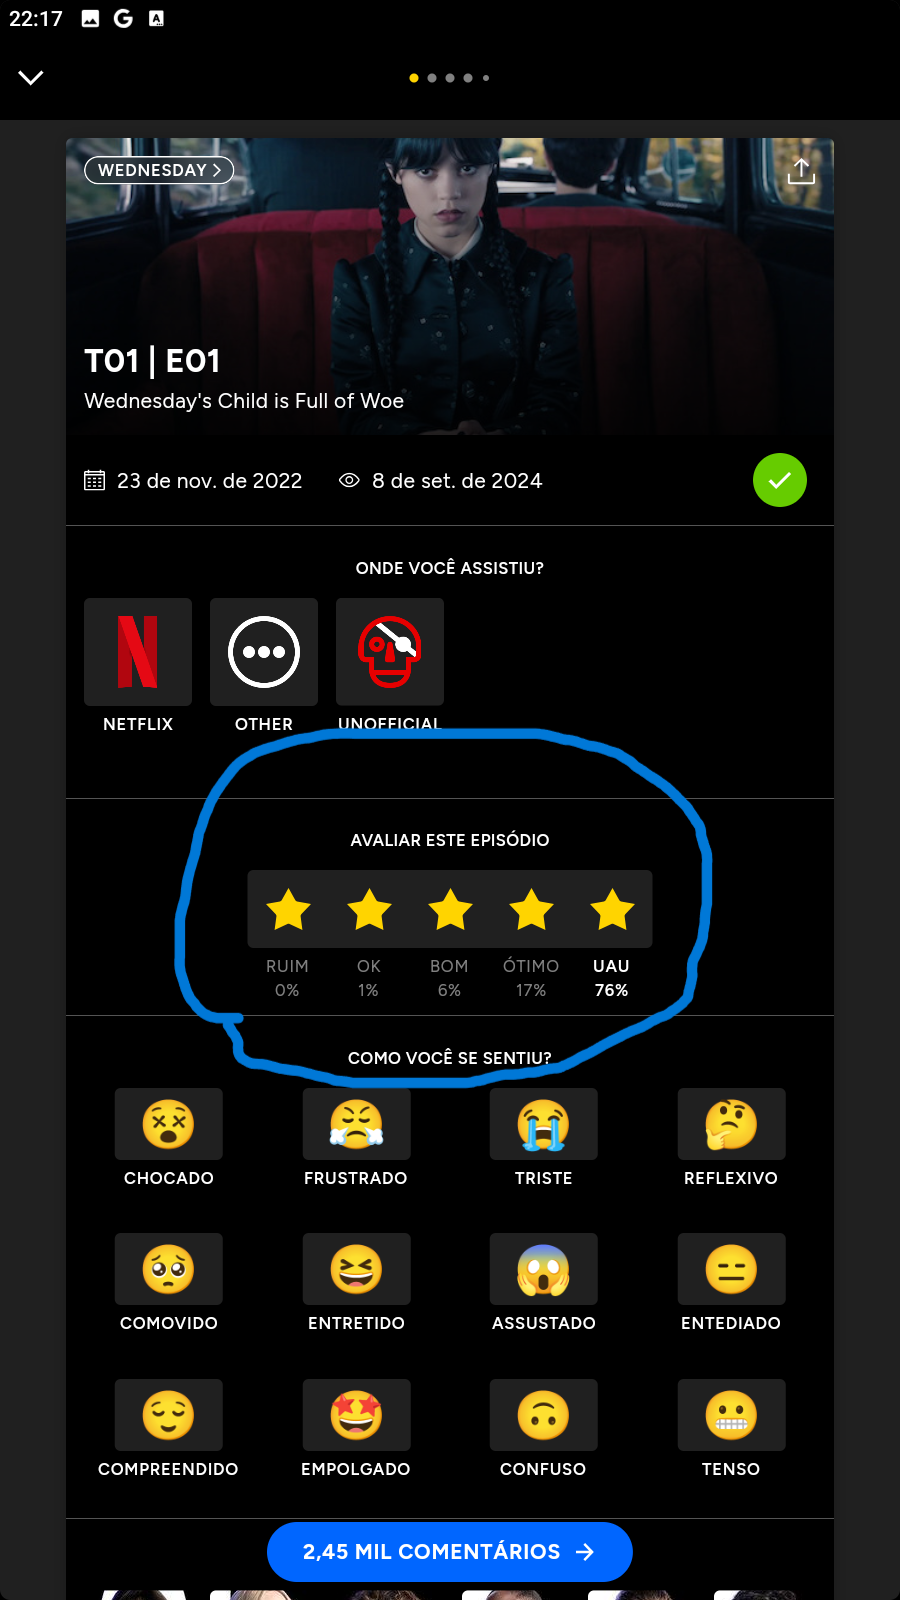 22:17
WEDNESDAY
T01 | E01
Wednesday's Child is Full of Woe
23 de nov. de 2022 8 de set. de 2024
ONDE VOCÊ ASSISTIU?
NETFLIX OTHER UNOFFICIAL
AVALIAR ESTE EPISÓDIO
RUIM OK BOM ÓTIMO UAU
0% 1% 6% 17% 76%
COMO VOCÊ SE SENTIU?
CHOCADO FRUSTRADO TRISTE REFLEXIVO
COMOVIDO ENTRETIDO ASSUSTADO ENTEDIADO
COMPREENDIDO EMPOLGADO CONFUSO TENSO
2,45 MIL COMENTÁRIOS